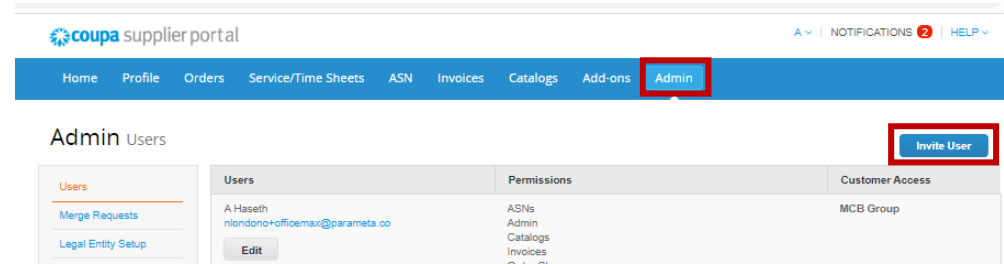 coupa supplier portal
A NOTIFICATIONS 2 HELP
Home Profile Orders Service/Time Sheets ASN Invoices Catalogs Add-ons Admin
Admin Users
Invite User
Users
Merge Requests
Legal Entity Setup
Users Permissions Customer Access
A Haseth ASNs MCB Group
nlondono+officemax@parameta.co Admin
Catalogs
Edit Invoices